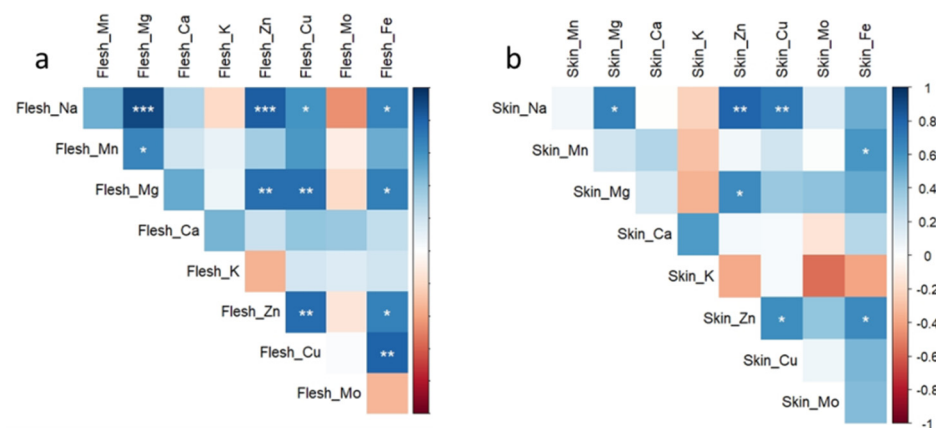 a
Flesh_Mn
Flesh_Mg
Flesh_Ca
Flesh_K
Flesh_Zn
Flesh_Cu
Flesh_Mo
Flesh_Fe
Flesh_Na *** *** * *
Flesh_Mn *
Flesh_Mg ** ** *
Flesh_Ca
Flesh_K
Flesh_Zn ** *
Flesh_Cu **
Flesh_Mo
b
Skin_Mn
Skin_Mg
Skin_Ca
Skin_K
Skin_Zn
Skin_Cu
Skin_Mo
Skin_Fe
Skin_Na * ** **
Skin_Mn *
Skin_Mg *
Skin_Ca
Skin_K
Skin_Zn * *
Skin_Cu
Skin_Mo
1
0.8
0.6
0.4
0.2
0
-0.2
-0.4
-0.6
-0.8
-1